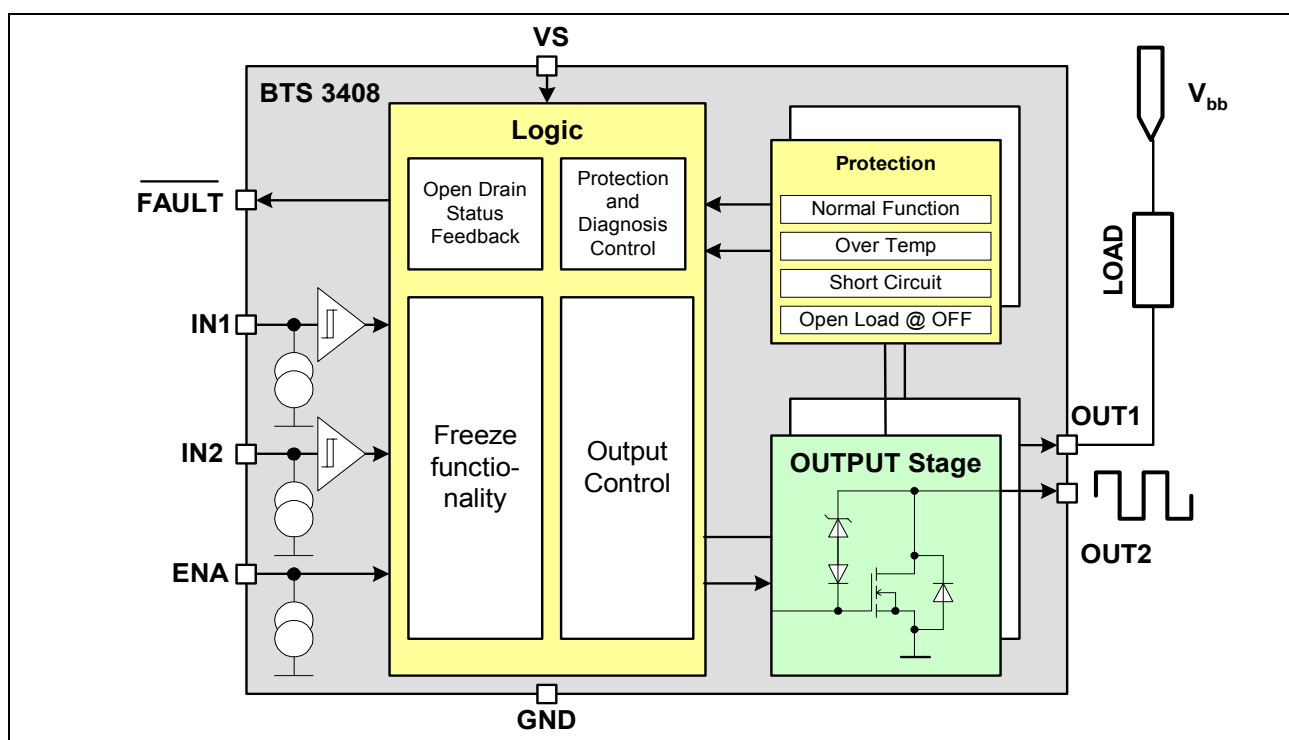 VS
BTS 3408
Logic
Open Drain
Status
Feedback
Protection
and
Diagnosis
Control
Freeze
functio-
nality
Output
Control
FAULT
IN1
IN2
ENA
GND
Protection
Normal Function
Over Temp
Short Circuit
Open Load @ OFF
OUTPUT Stage
Vbb
LOAD
OUT1
OUT2